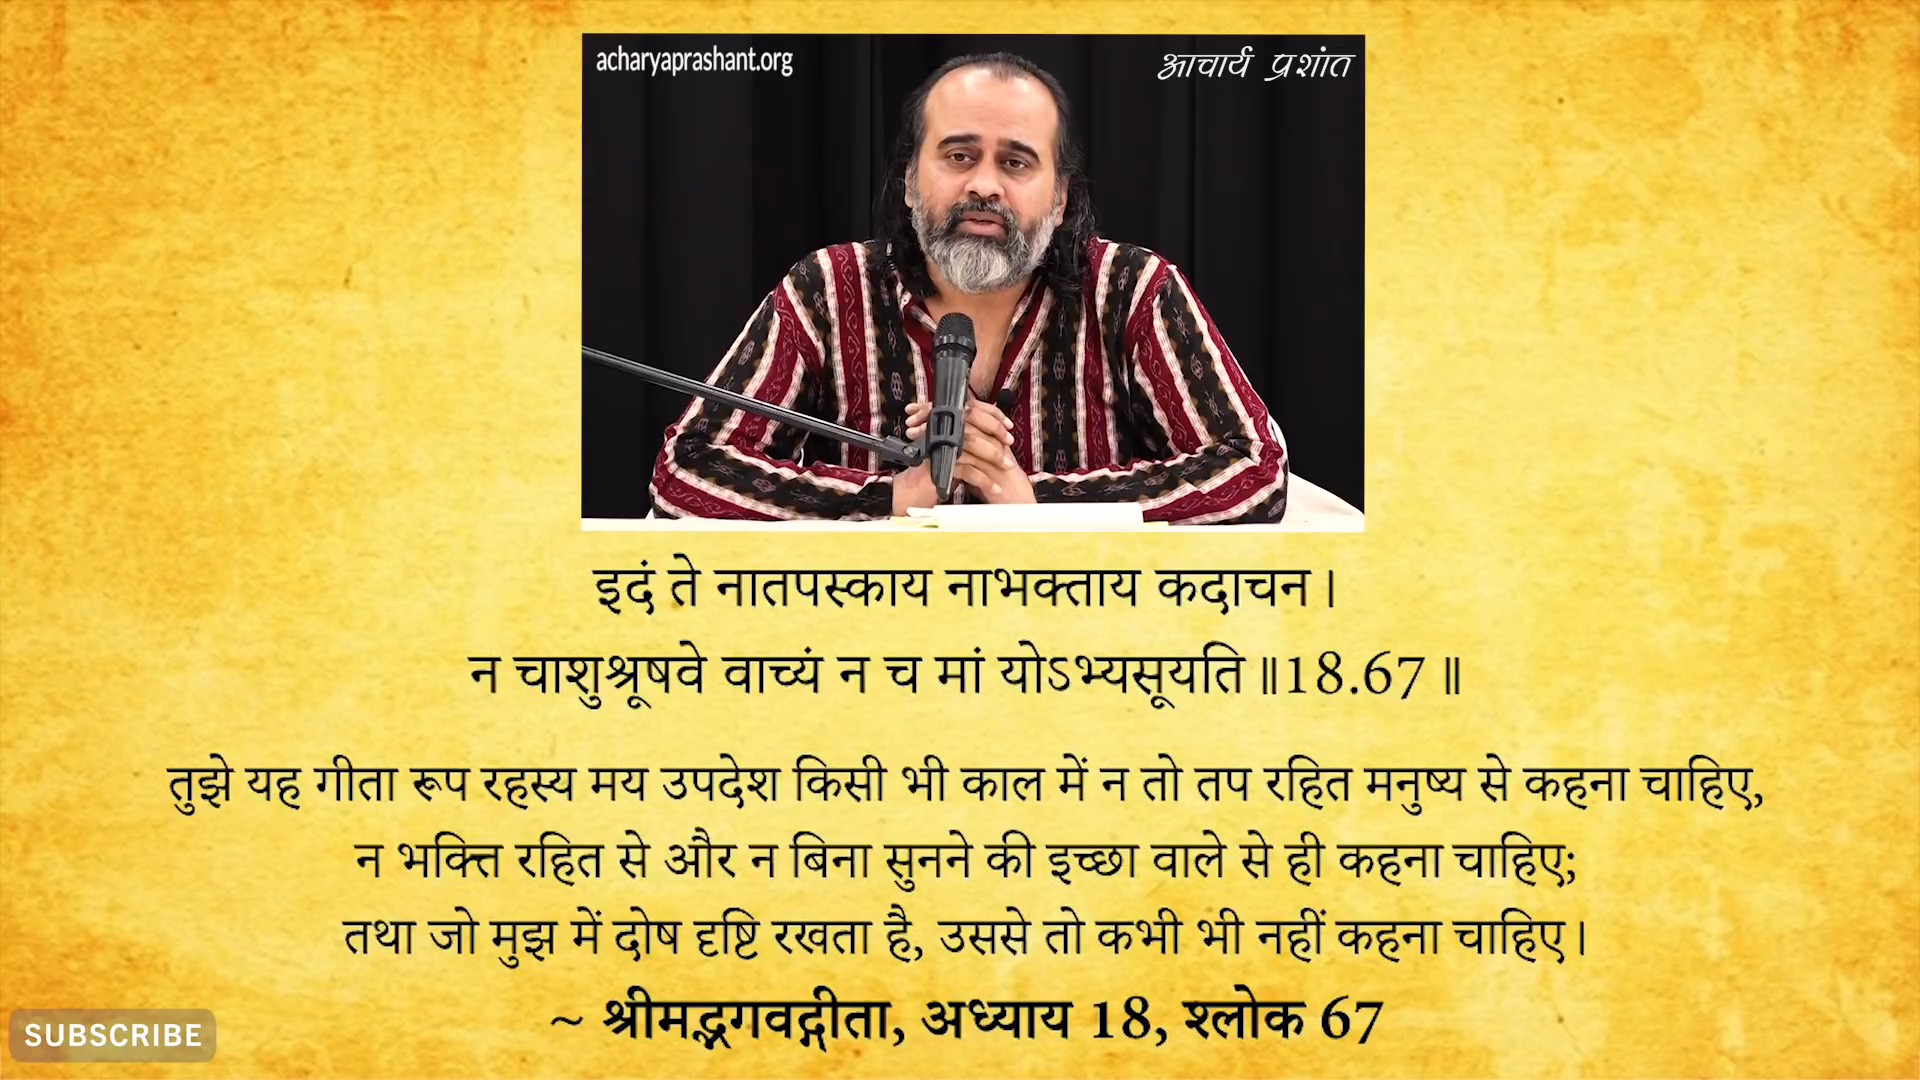 acharyaprashant.org
आचार्य प्रशांत
इदं ते नातपस्काय नाभक्ताय कदाचन।
न चाशुश्रूषवे वाच्यं न च मां योऽभ्यसूयति॥18.67॥
तुझे यह गीता रूप रहस्य मय उपदेश किसी भी काल में न तो तप रहित मनुष्य से कहना चाहिए,
न भक्ति रहित से और न बिना सुनने की इच्छा वाले से ही कहना चाहिए;
तथा जो मुझ में दोष दृष्टि रखता है, उससे तो कभी भी नहीं कहना चाहिए।
~ श्रीमद्भगवद्गीता, अध्याय 18, श्लोक 67
SUBSCRIBE